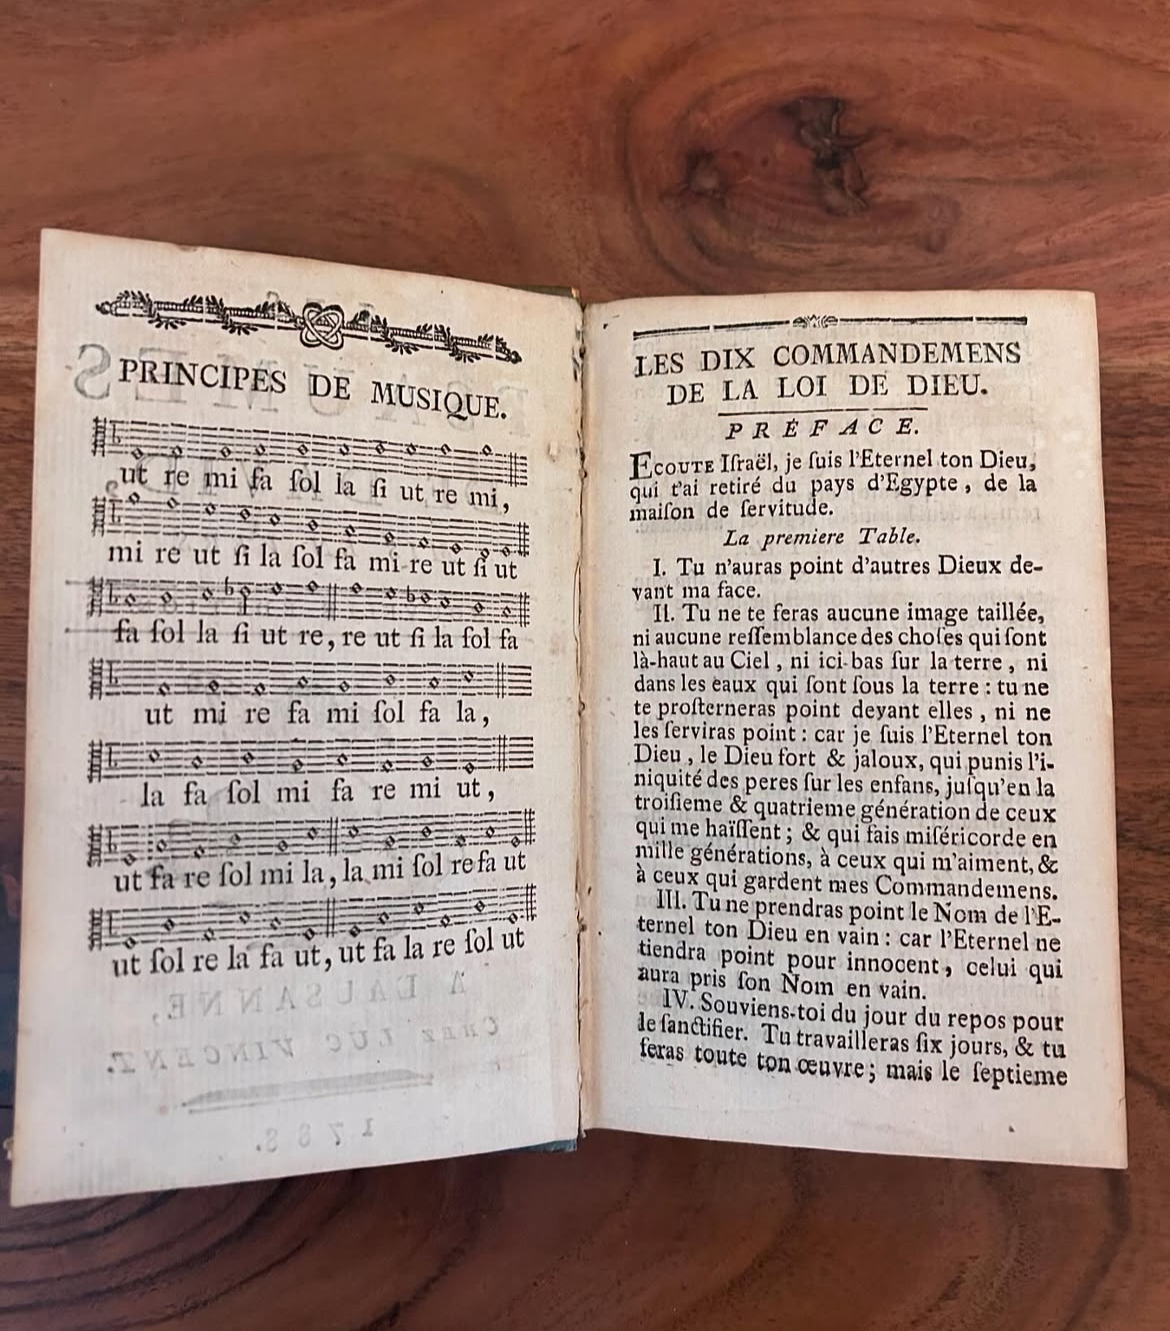 PRINCIPES DE MUSIQUE.
ut re mi fa ſol la ſi ut re mi,
mi re ut ſi la ſol fa mi re ut ſi ut
fa ſol la ſi ut re, re ut ſi la ſol fa
ut mi re fa mi ſol fa la,
la fa ſol mi fa re mi ut,
ut fa re ſol mi la, la mi ſol re fa ut
ut ſol re la fa ut, ut fa la re ſol ut
A LAUSANNE,
CHEZ LUC VINCENT.
1788.
LES DIX COMMANDEMENS
DE LA LOI DE DIEU.
PRÉFACE.
ECOUTE Iſraël, je ſuis l'Eternel ton Dieu,
qui t'ai retiré du pays d'Egypte, de la
maiſon de ſervitude.
La premiere Table.
I. Tu n'auras point d'autres Dieux de-
vant ma face.
II. Tu ne te feras aucune image taillée,
ni aucune reſſemblance des choſes qui ſont
là-haut au Ciel, ni ici-bas ſur la terre, ni
dans les eaux qui ſont ſous la terre : tu ne
te proſterneras point devant elles, ni ne
les ſerviras point : car je ſuis l'Eternel ton
Dieu, le Dieu fort & jaloux, qui punis l'i-
niquité des peres ſur les enfans, juſqu'en la
troiſieme & quatrieme génération de ceux
qui me haïſſent ; & qui fais miſéricorde en
mille générations, à ceux qui m'aiment, &
à ceux qui gardent mes Commandemens.
III. Tu ne prendras point le Nom de l'E-
ternel ton Dieu en vain : car l'Eternel ne
tiendra point pour innocent, celui qui
aura pris ſon Nom en vain.
IV. Souviens-toi du jour du repos pour
le ſanctifier. Tu travailleras ſix jours, & tu
feras toute ton œuvre ; mais le ſeptieme